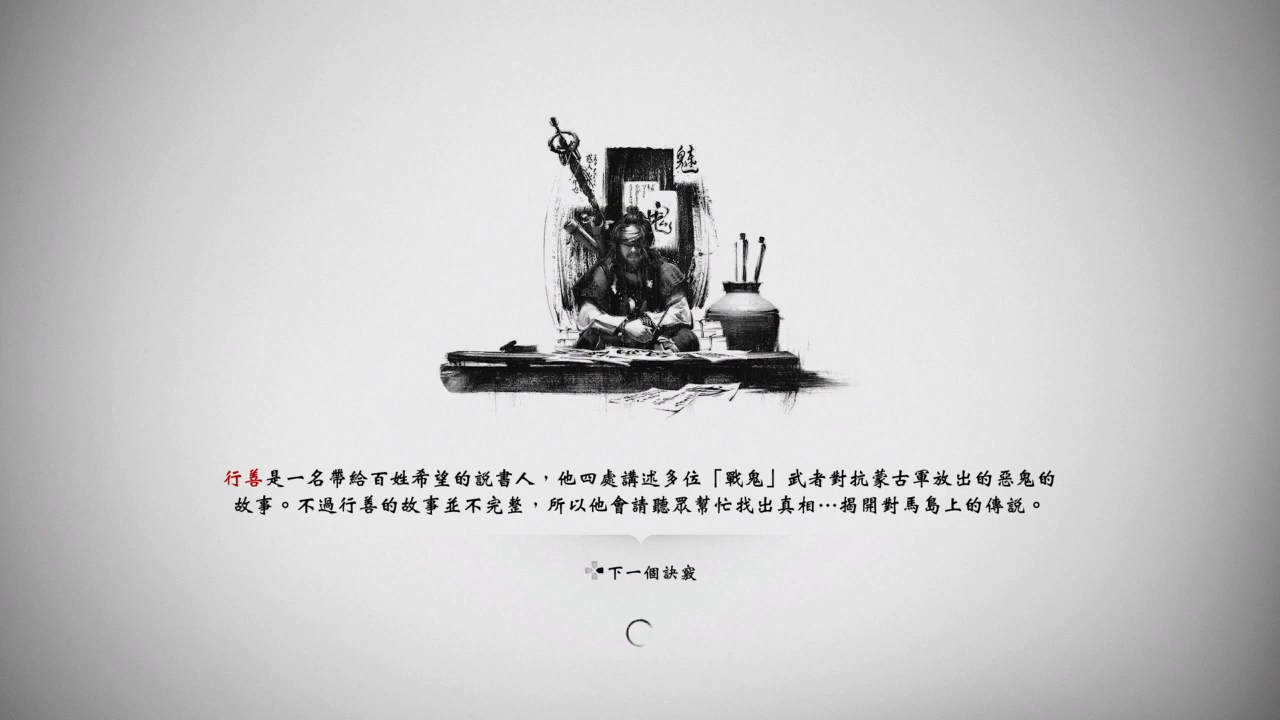 魅
鬼
行善是一名帶給百姓希望的說書人，他四處講述多位「戰鬼」武者對抗蒙古軍放出的惡鬼的
故事。不過行善的故事並不完整，所以他會請聽眾幫忙找出真相…揭開對馬島上的傳說。
下一個訣竅